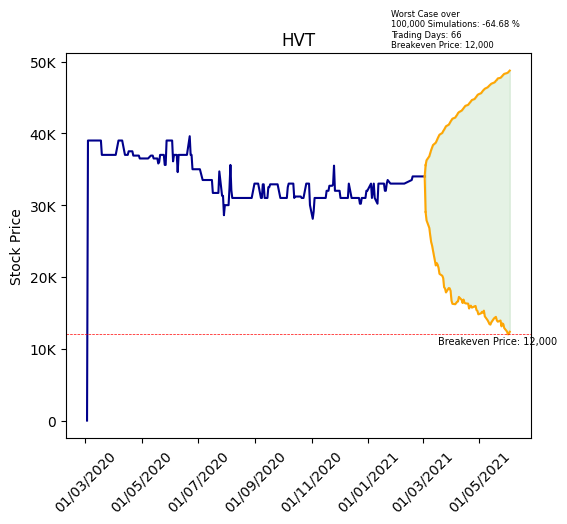 Worst Case over
100,000 Simulations: -64.68 %
Trading Days: 66
Breakeven Price: 12,000
HVT
Stock Price
50K
40K
30K
20K
10K
0
Breakeven Price: 12,000
01/03/2020
01/05/2020
01/07/2020
01/09/2020
01/11/2020
01/01/2021
01/03/2021
01/05/2021